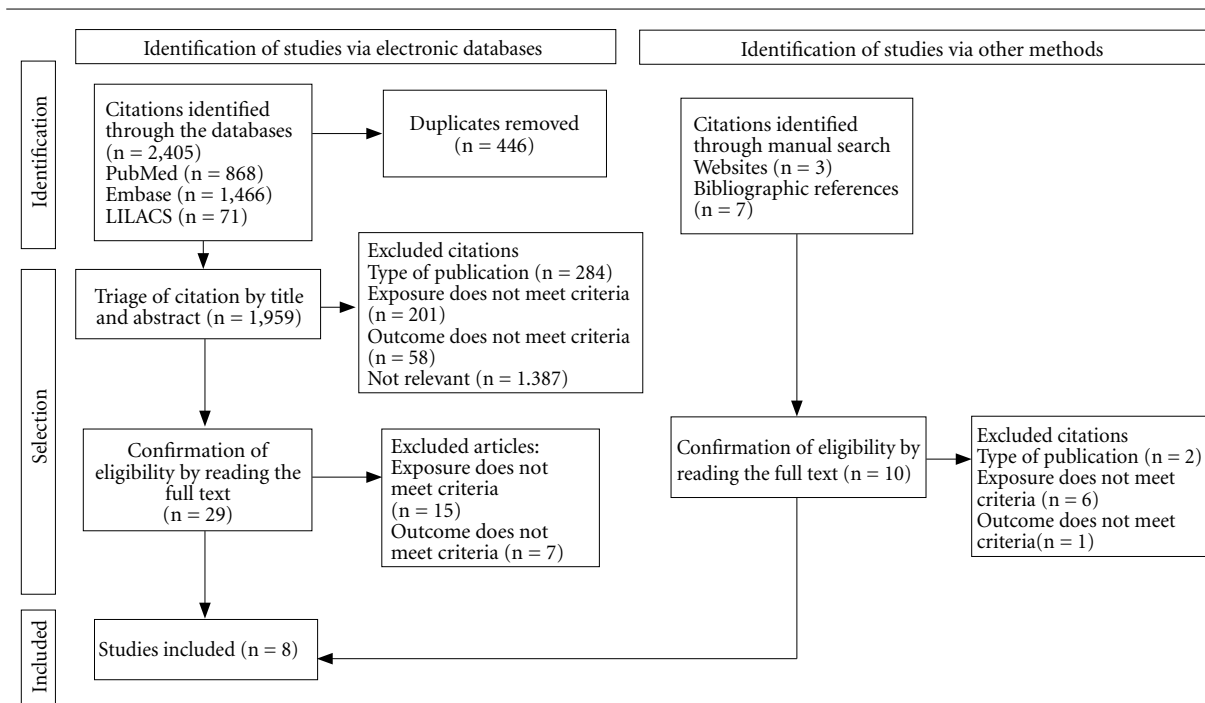 Identification of studies via electronic databases
Identification of studies via other methods
Identification
Citations identified
through the databases
(n = 2,405)
PubMed (n = 868)
Embase (n = 1,466)
LILACS (n = 71)
Duplicates removed
(n = 446)
Citations identified
through manual search
Websites (n = 3)
Bibliographic references
(n = 7)
Selection
Triage of citation by title
and abstract (n = 1,959)
Excluded citations
Type of publication (n = 284)
Exposure does not meet criteria
(n = 201)
Outcome does not meet criteria
(n = 58)
Not relevant (n = 1.387)
Confirmation of
eligibility by reading the
full text
(n = 29)
Excluded articles:
Exposure does not
meet criteria
(n = 15)
Outcome does not
meet criteria (n = 7)
Confirmation of eligibility by
reading the full text (n = 10)
Excluded citations
Type of publication (n = 2)
Exposure does not meet
criteria (n = 6)
Outcome does not meet
criteria(n = 1)
Included
Studies included (n = 8)